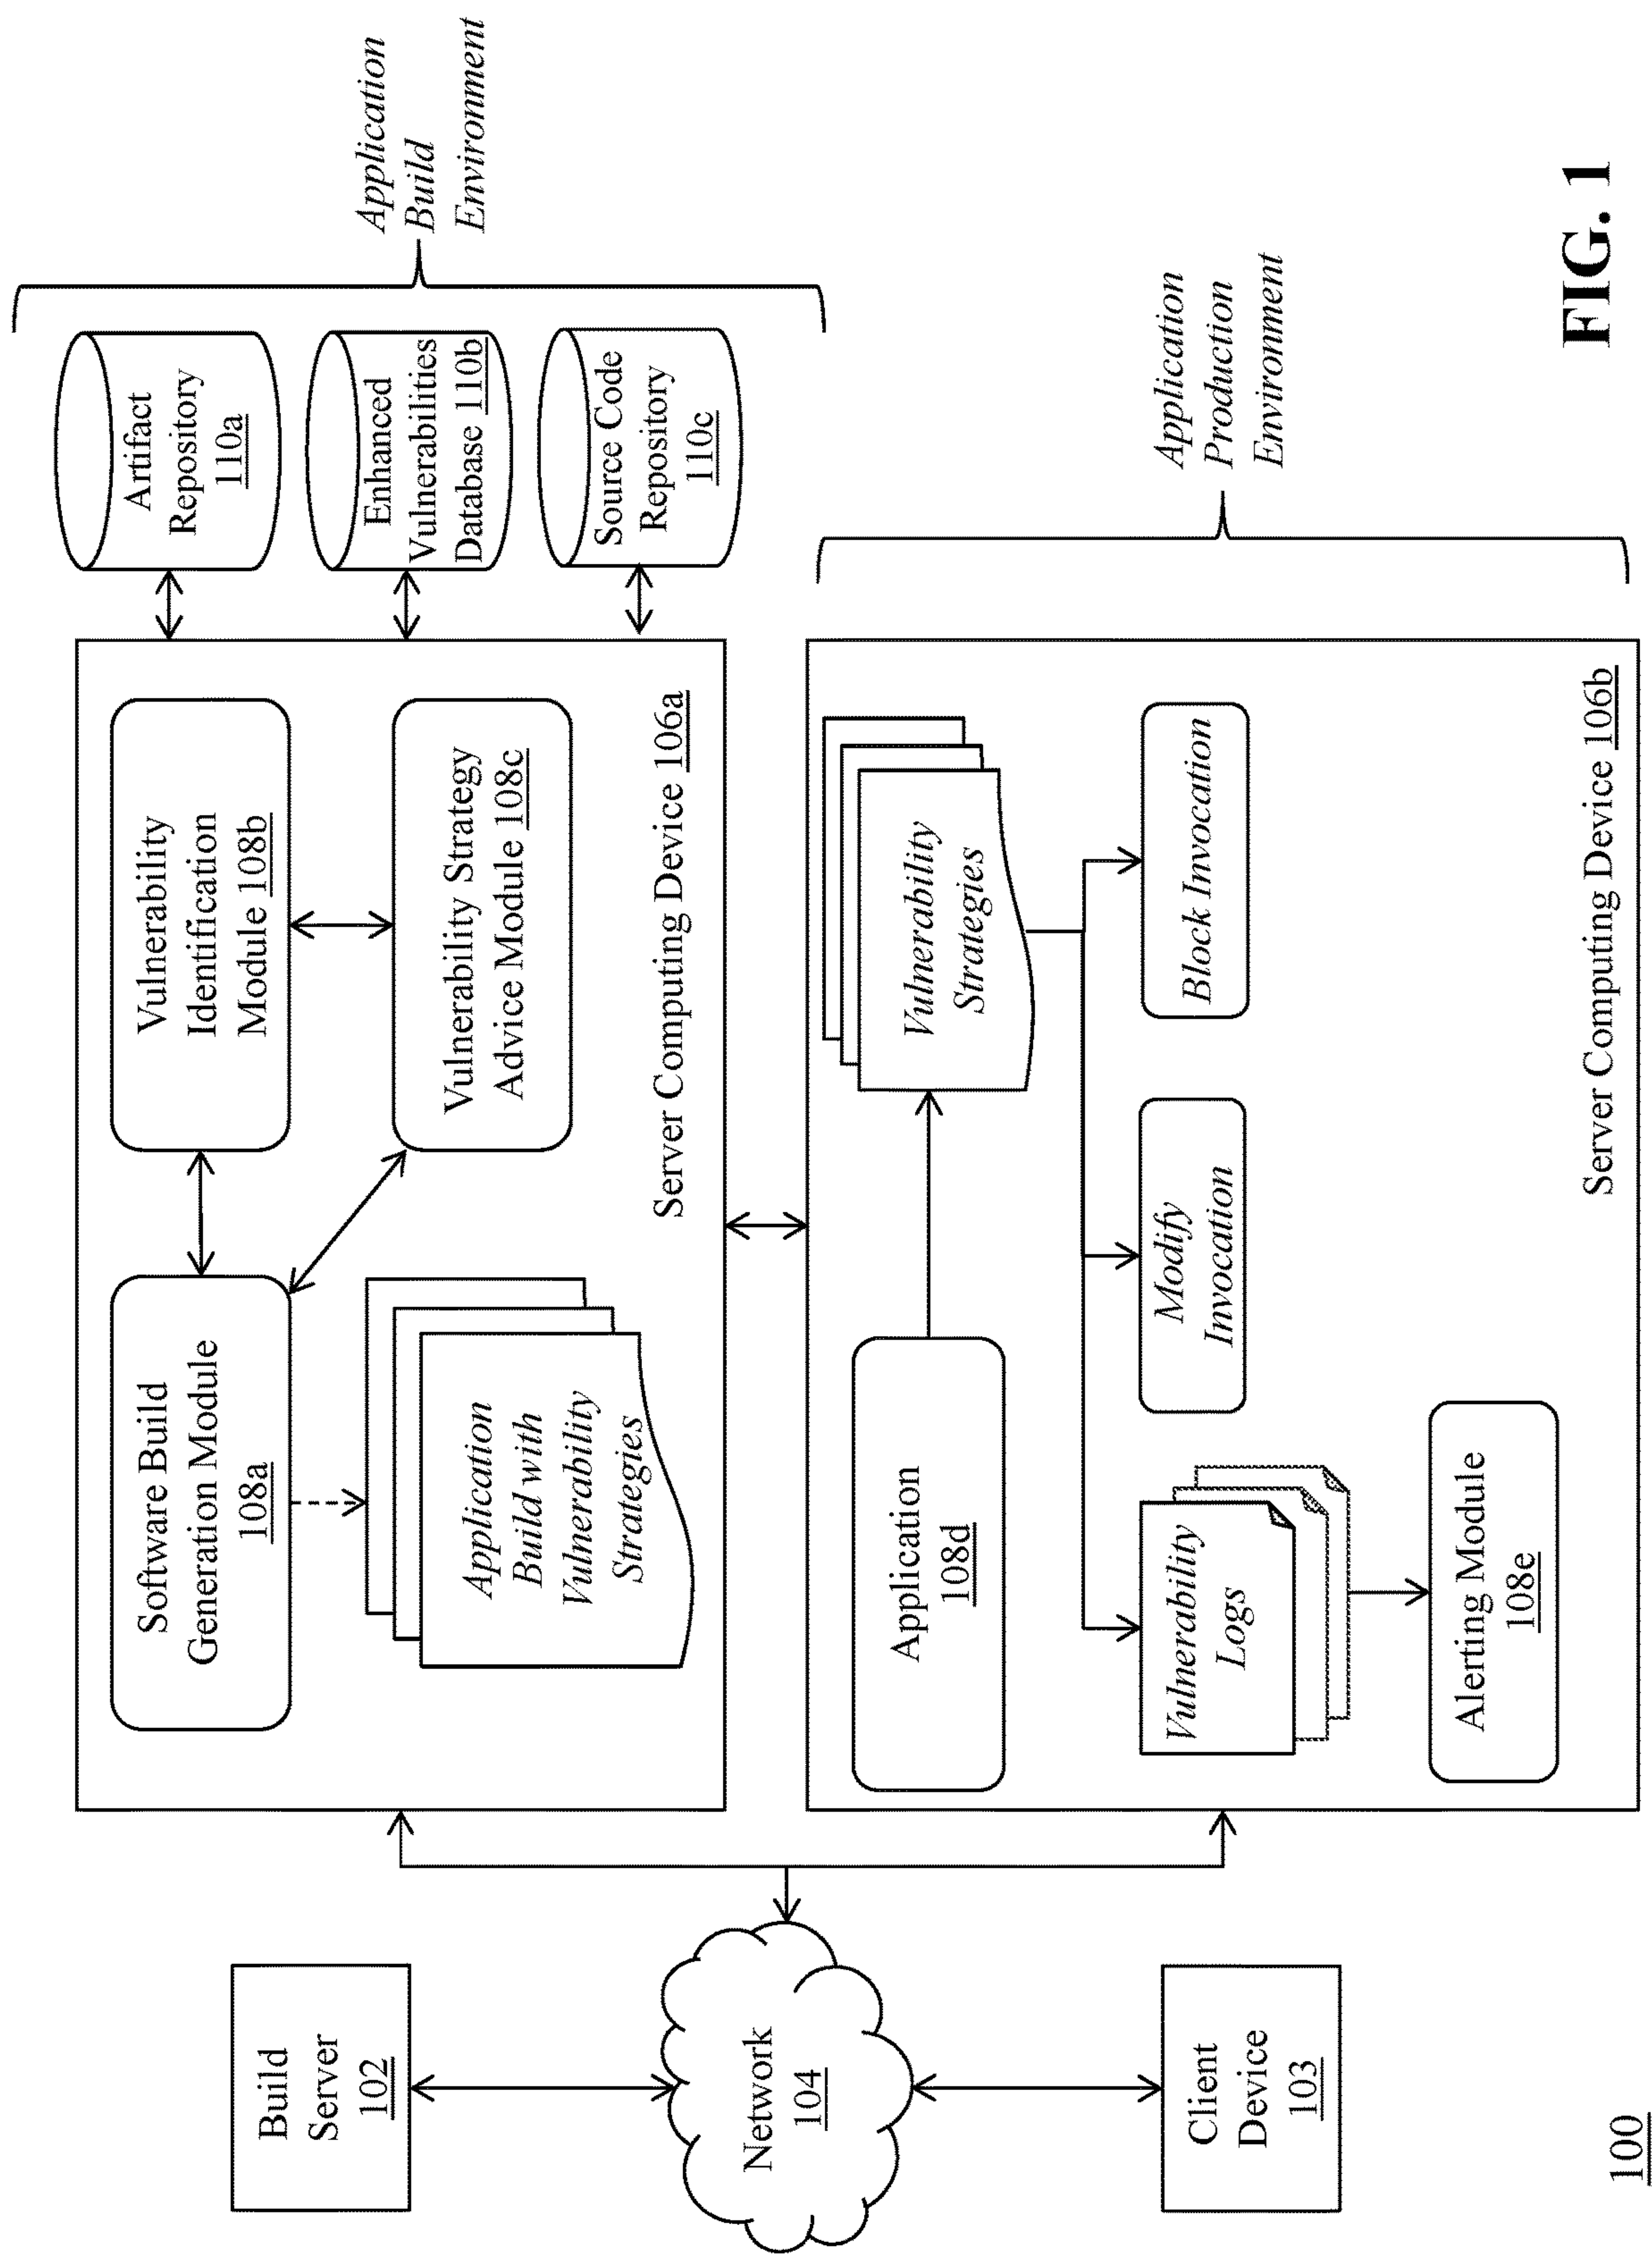 Build
Server
102
Network
104
Client
Device
103
100
Software Build
Generation Module
108a
Vulnerability
Identification
Module 108b
Vulnerability Strategy
Advice Module 108c
Application
Build with
Vulnerability
Strategies
Server Computing Device 106a
Artifact
Repository
110a
Enhanced
Vulnerabilities
Database 110b
Source Code
Repository
110c
Application
Build
Environment
Application
108d
Vulnerability
Strategies
Vulnerability
Logs
Modify
Invocation
Block Invocation
Alerting Module
108e
Server Computing Device 106b
Application
Production
Environment
FIG. 1